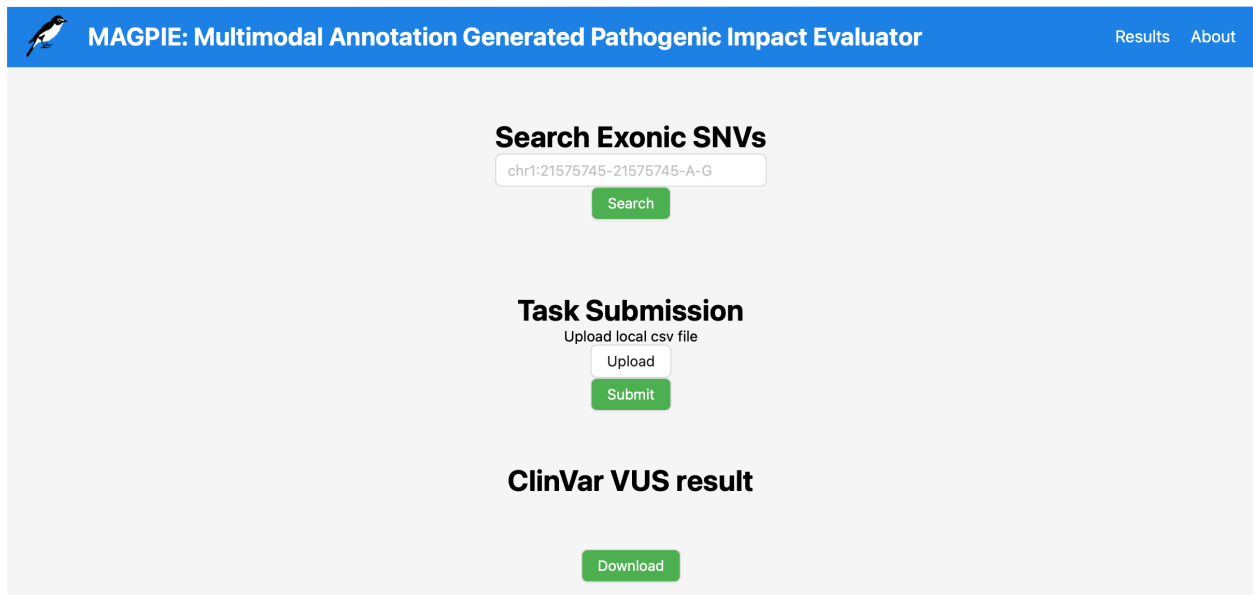 MAGPIE: Multimodal Annotation Generated Pathogenic Impact Evaluator
Results About
Search Exonic SNVs
chr1:21575745-21575745-A-G
Search
Task Submission
Upload local csv file
Upload
Submit
ClinVar VUS result
Download